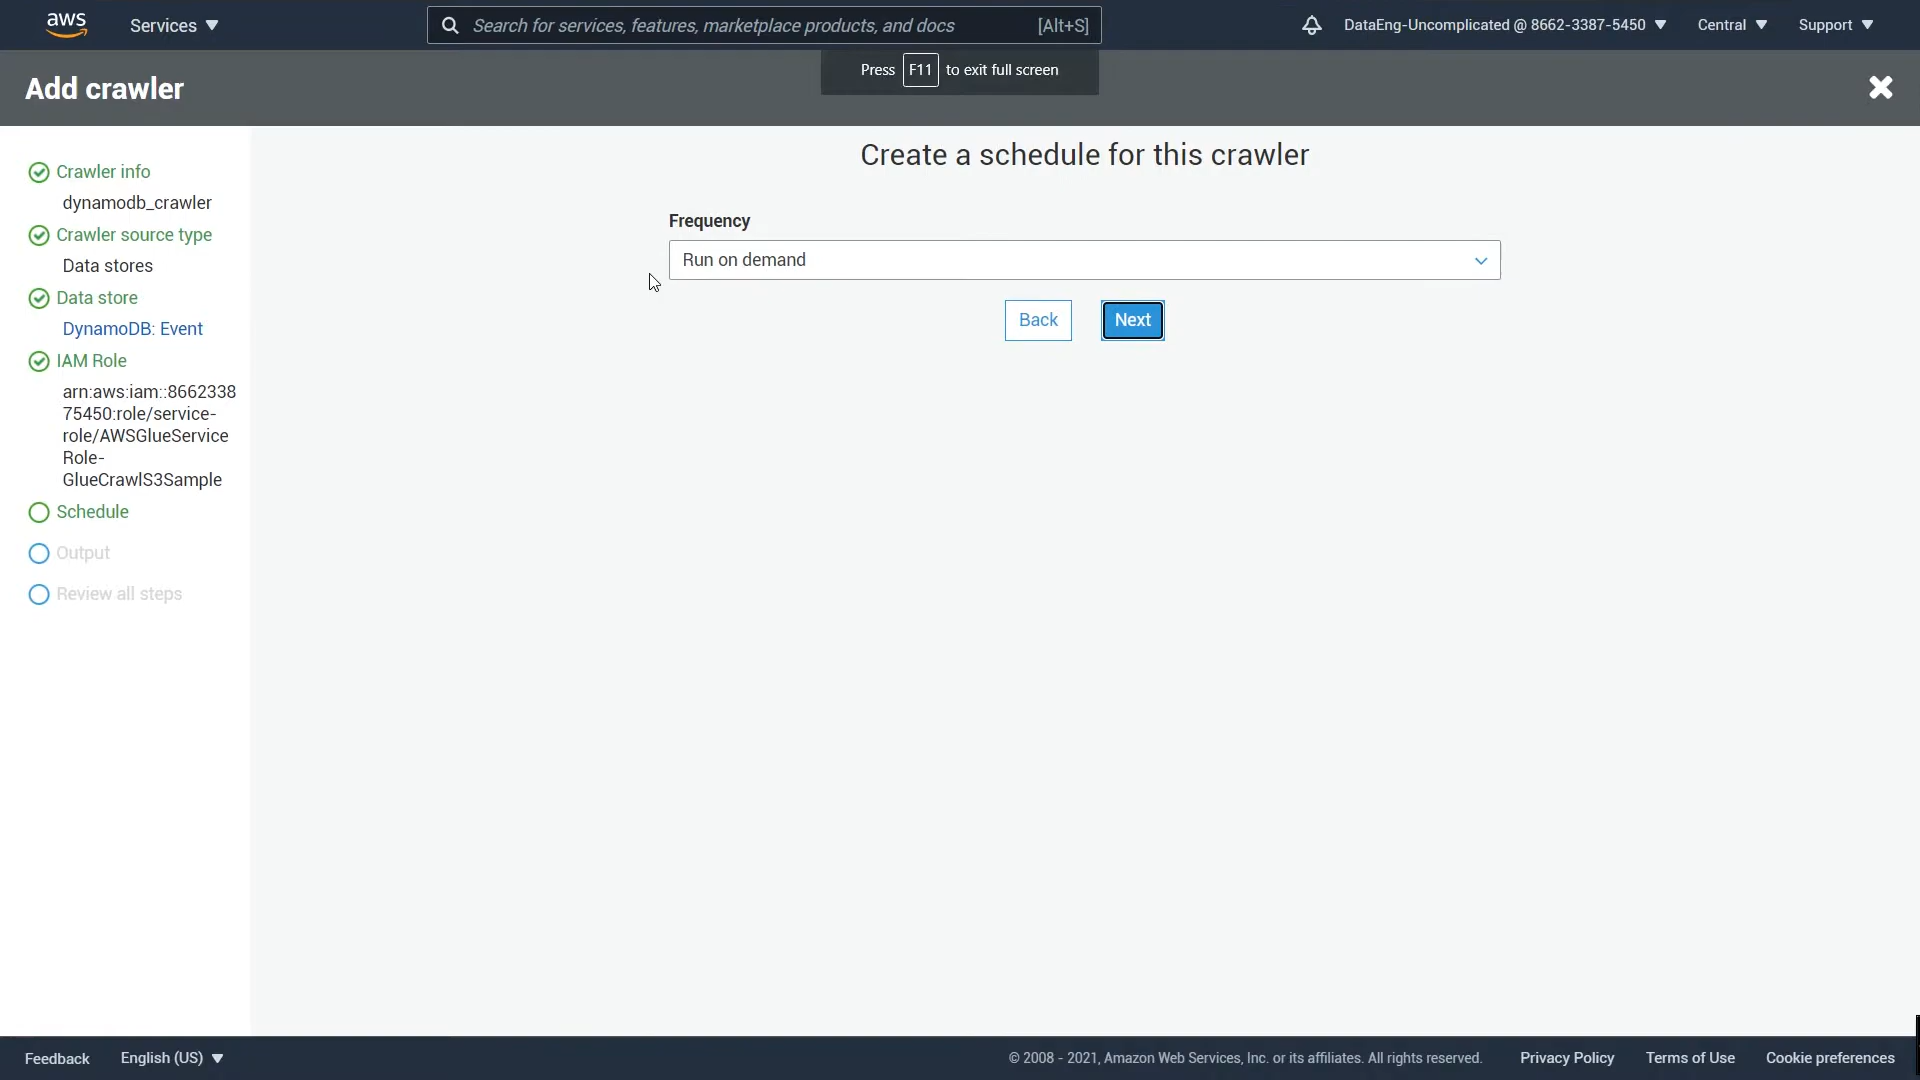 aws
Services
Search for services, features, marketplace products, and docs
[Alt+S]
DataEng-Uncomplicated @ 8662-3387-5450
Central
Support
Press F11 to exit full screen
Add crawler
Crawler info
dynamodb_crawler
Crawler source type
Data stores
Data store
DynamoDB: Event
IAM Role
arn:aws:iam::8662338
75450:role/service-
role/AWSGlueService
Role-
GlueCrawlS3Sample
Schedule
Output
Review all steps
Create a schedule for this crawler
Frequency
Run on demand
Back
Next
Feedback
English (US)
© 2008 - 2021, Amazon Web Services, Inc. or its affiliates. All rights reserved.
Privacy Policy
Terms of Use
Cookie preferences